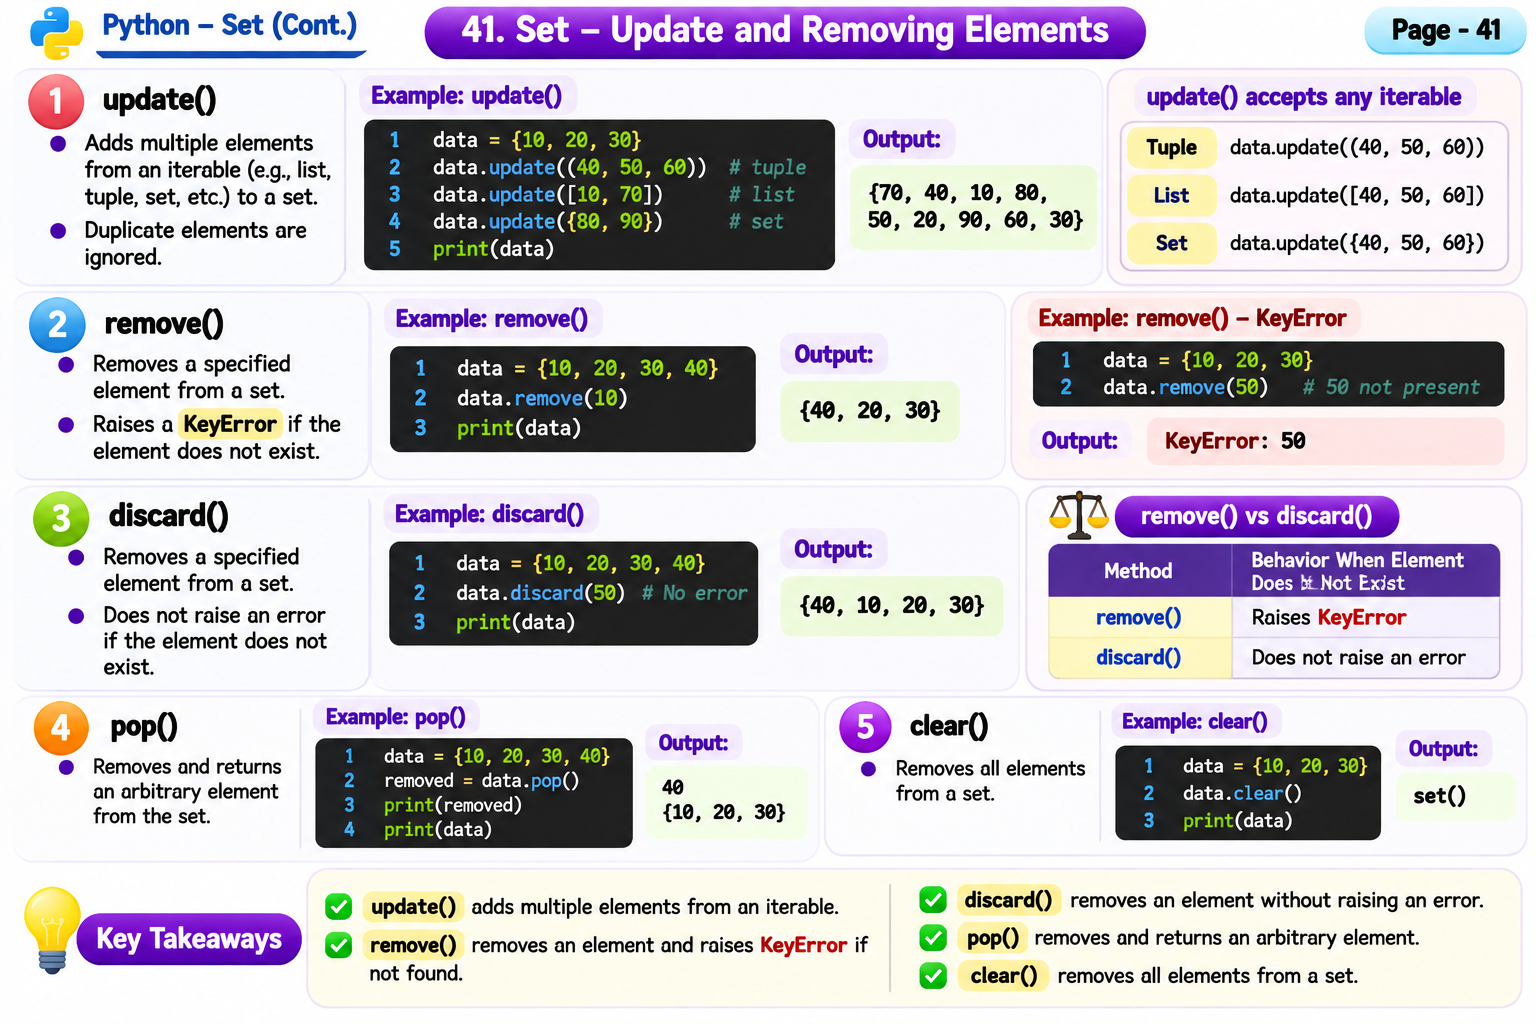 Python – Set (Cont.)
41. Set – Update and Removing Elements
Page - 41
1 update()
Adds multiple elements
from an iterable (e.g., list,
tuple, set, etc.) to a set.
Duplicate elements are
ignored.
Example: update()
1 data = {10, 20, 30}
2 data.update((40, 50, 60)) # tuple
3 data.update([10, 70]) # list
4 data.update({80, 90}) # set
5 print(data)
Output:
{70, 40, 10, 80,
50, 20, 90, 60, 30}
update() accepts any iterable
Tuple data.update((40, 50, 60))
List data.update([40, 50, 60])
Set data.update({40, 50, 60})
2 remove()
Removes a specified
element from a set.
Raises a KeyError if the
element does not exist.
Example: remove()
1 data = {10, 20, 30, 40}
2 data.remove(10)
3 print(data)
Output:
{40, 20, 30}
Example: remove() – KeyError
1 data = {10, 20, 30}
2 data.remove(50) # 50 not present
Output: KeyError: 50
3 discard()
Removes a specified
element from a set.
Does not raise an error
if the element does not
exist.
Example: discard()
1 data = {10, 20, 30, 40}
2 data.discard(50) # No error
3 print(data)
Output:
{40, 10, 20, 30}
remove() vs discard()
Method
Behavior When Element
Does Not Exist
remove() Raises KeyError
discard() Does not raise an error
4 pop()
Removes and returns
an arbitrary element
from the set.
Example: pop()
1 data = {10, 20, 30, 40}
2 removed = data.pop()
3 print(removed)
4 print(data)
Output:
40
{10, 20, 30}
5 clear()
Removes all elements
from a set.
Example: clear()
1 data = {10, 20, 30}
2 data.clear()
3 print(data)
Output:
set()
Key Takeaways
update() adds multiple elements from an iterable.
remove() removes an element and raises KeyError if
not found.
discard() removes an element without raising an error.
pop() removes and returns an arbitrary element.
clear() removes all elements from a set.